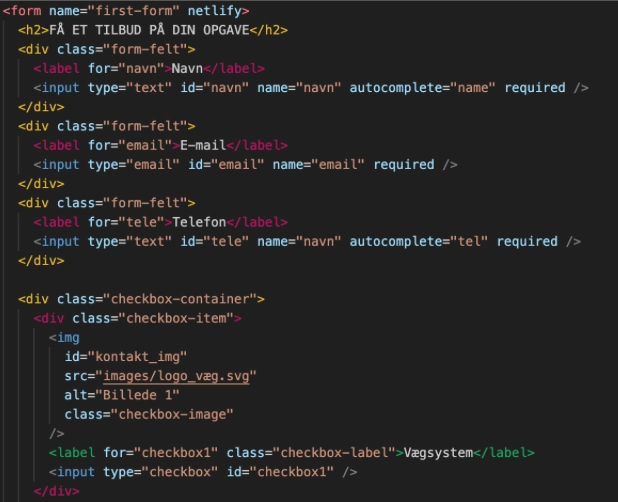 <form name="first-form" netlify>
<h2>FÅ ET TILBUD PÅ DIN OPGAVE</h2>
<div class="form-felt">
<label for="navn">Navn</label>
<input type="text" id="navn" name="navn" autocomplete="name" required />
</div>
<div class="form-felt">
<label for="email">E-mail</label>
<input type="email" id="email" name="email" required />
</div>
<div class="form-felt">
<label for="tele">Telefon</label>
<input type="text" id="tele" name="navn" autocomplete="tel" required />
</div>
<div class="checkbox-container">
<div class="checkbox-item">
<img
id="kontakt_img"
src="images/logo_væg.svg"
alt="Billede 1"
class="checkbox-image"
/>
<label for="checkbox1" class="checkbox-label">Vægsystem</label>
<input type="checkbox" id="checkbox1" />
</div>